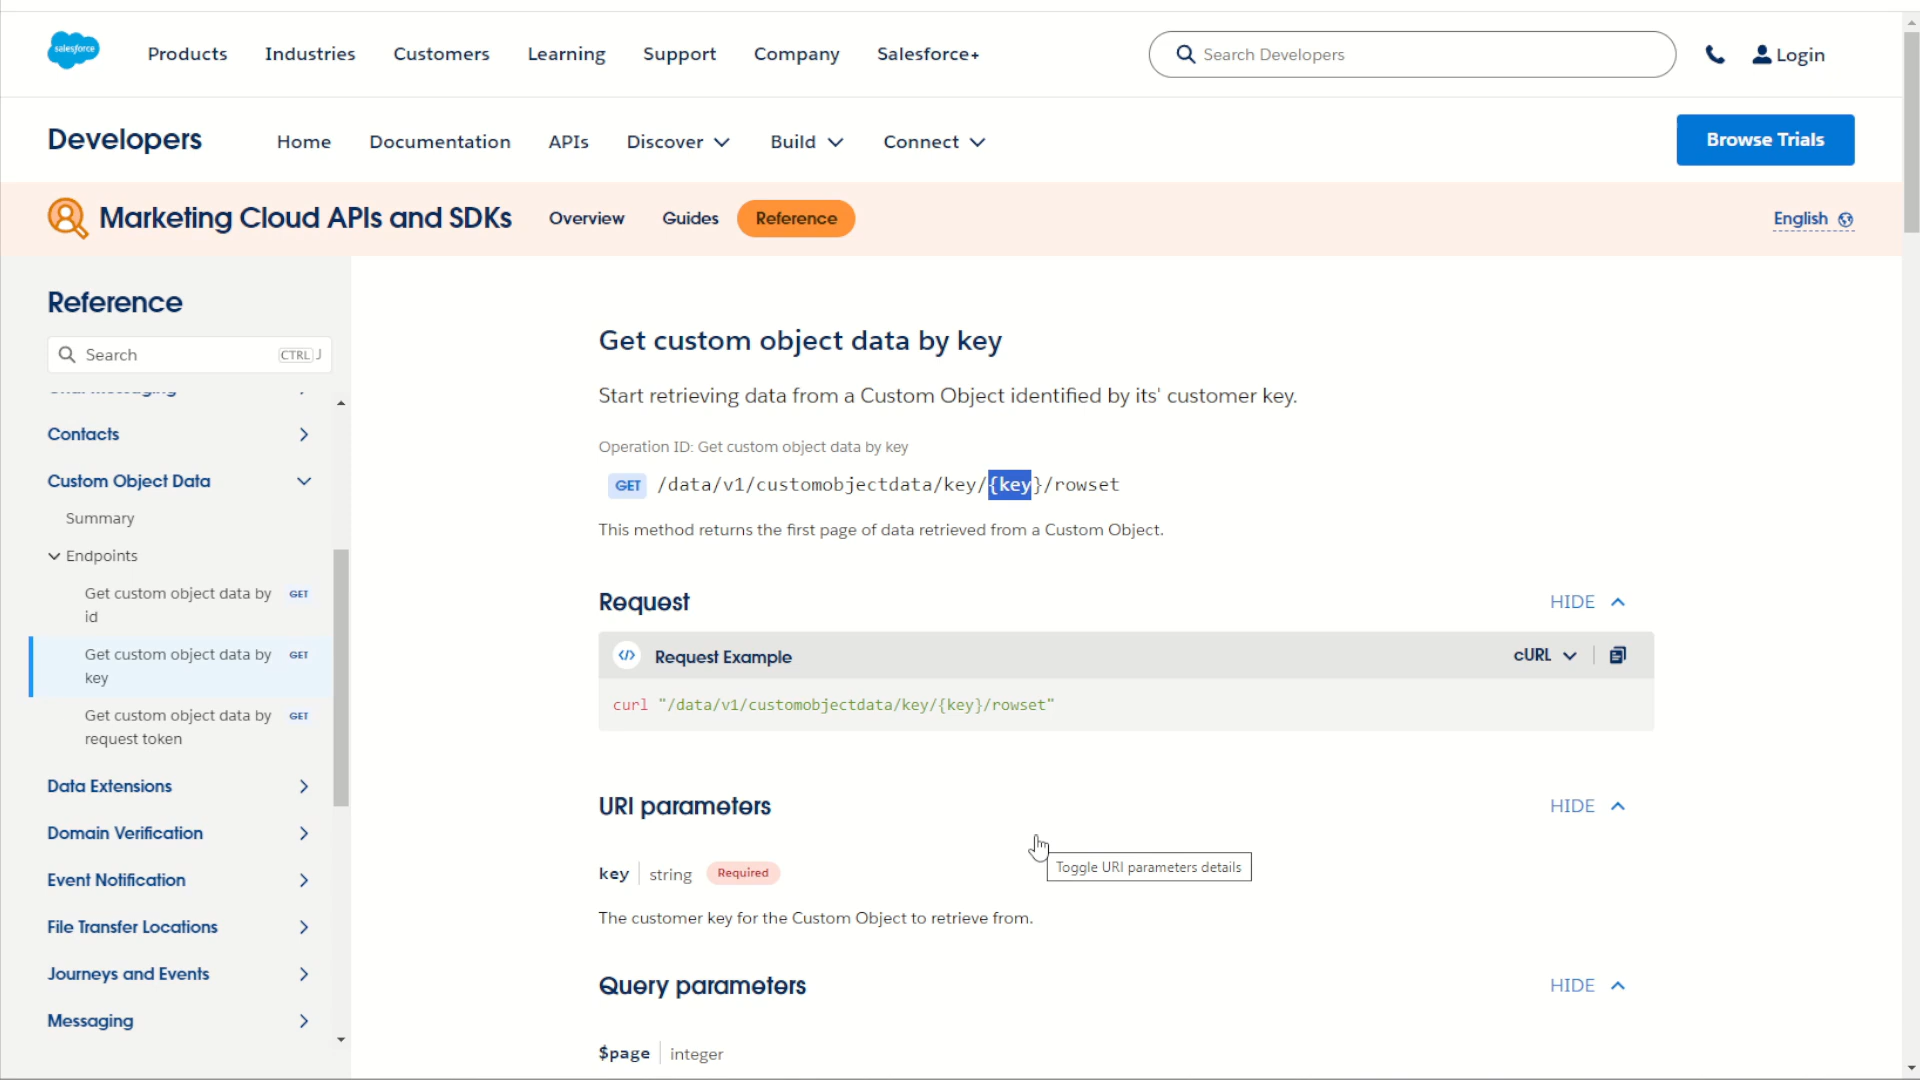 salesforce
Products Industries Customers Learning Support Company Salesforce+
Search Developers
Login
Developers
Home Documentation APIs Discover Build Connect
Browse Trials
Marketing Cloud APIs and SDKs
Overview Guides Reference
English
Reference
Search CTRL J
Contacts
Custom Object Data
Summary
Endpoints
Get custom object data by GET
id
Get custom object data by GET
key
Get custom object data by GET
request token
Data Extensions
Domain Verification
Event Notification
File Transfer Locations
Journeys and Events
Messaging
Get custom object data by key
Start retrieving data from a Custom Object identified by its' customer key.
Operation ID: Get custom object data by key
GET /data/v1/customobjectdata/key/{key}/rowset
This method returns the first page of data retrieved from a Custom Object.
Request HIDE
</> Request Example cURL
curl "/data/v1/customobjectdata/key/{key}/rowset"
URI parameters HIDE
Toggle URI parameters details
key string Required
The customer key for the Custom Object to retrieve from.
Query parameters HIDE
$page integer